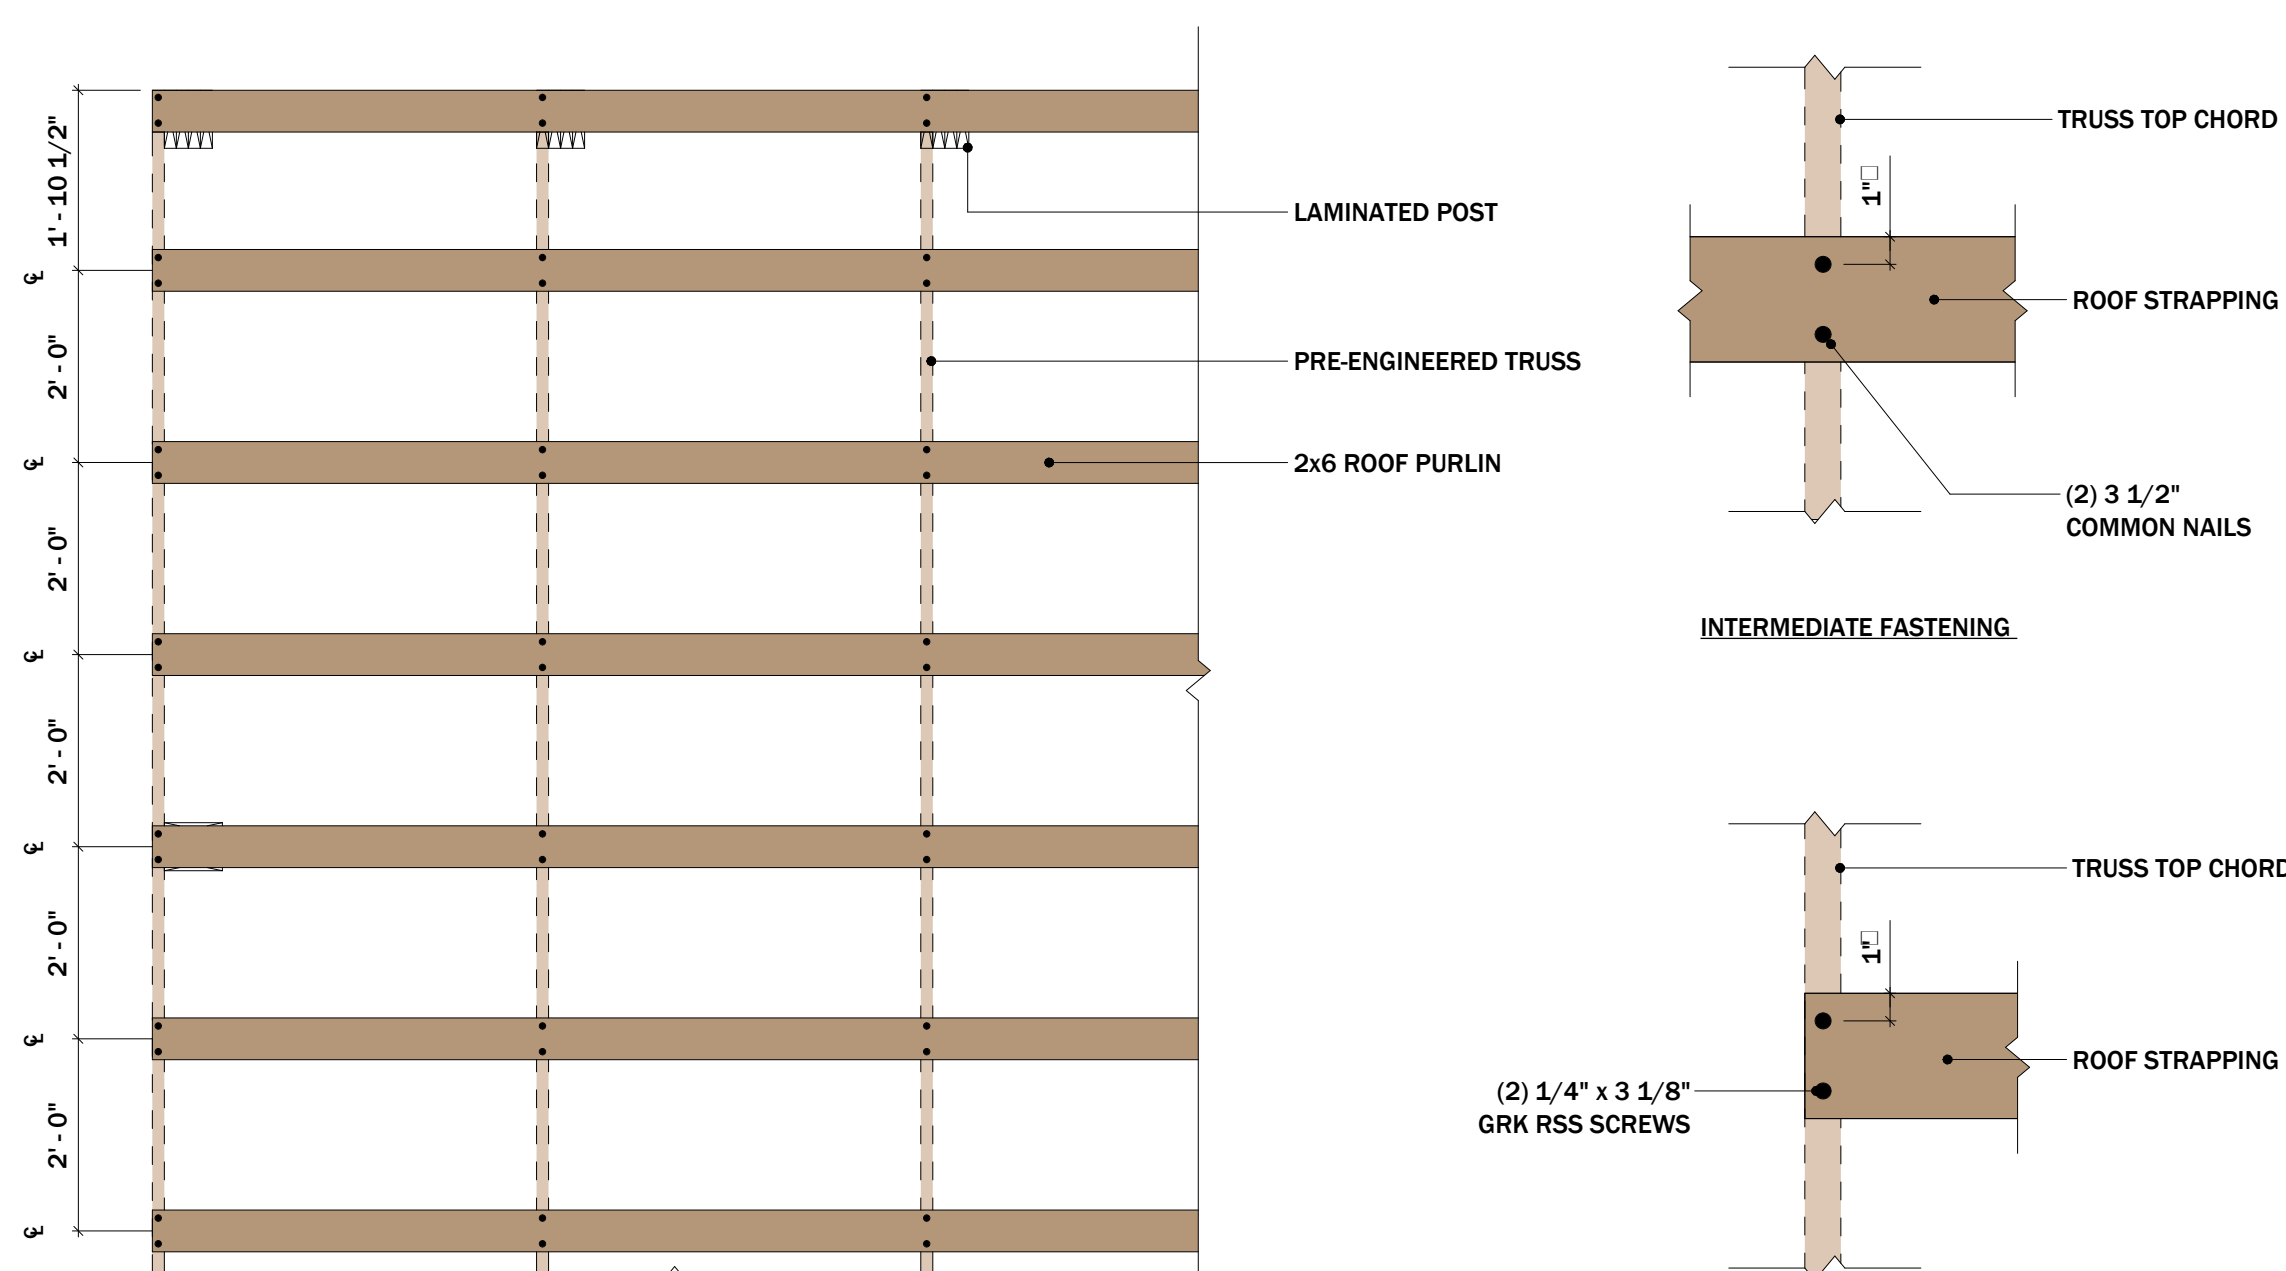 1' - 10 1/2"
2' - 0"
2' - 0"
2' - 0"
2' - 0"
2' - 0"
℄
℄
℄
℄
℄
℄
LAMINATED POST
PRE-ENGINEERED TRUSS
2x6 ROOF PURLIN
TRUSS TOP CHORD
1"□
ROOF STRAPPING
(2) 3 1/2"
COMMON NAILS
INTERMEDIATE FASTENING
TRUSS TOP CHORD
1"□
ROOF STRAPPING
(2) 1/4" x 3 1/8"
GRK RSS SCREWS